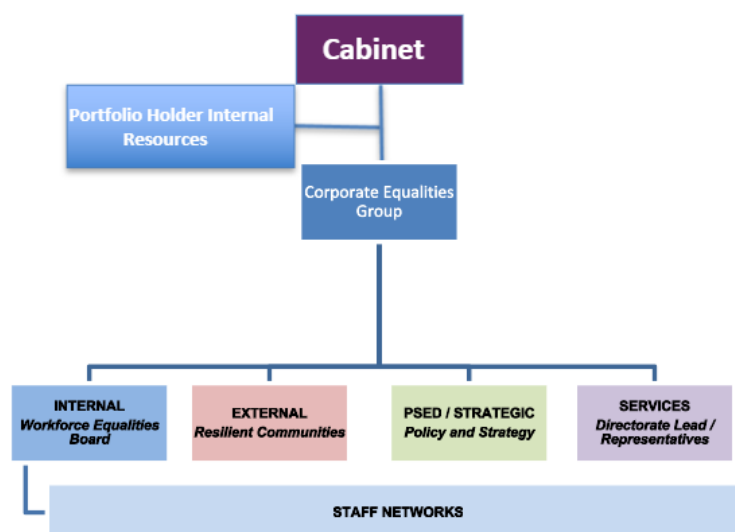 Cabinet
Portfolio Holder Internal
Resources
Corporate Equalities
Group
INTERNAL
Workforce Equalities
Board
EXTERNAL
Resilient Communities
PSED / STRATEGIC
Policy and Strategy
SERVICES
Directorate Lead /
Representatives
STAFF NETWORKS